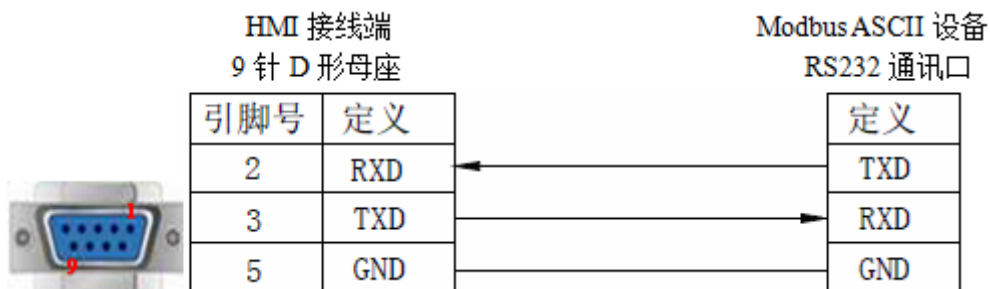 HMI 接线端
9 针 D 形母座
Modbus ASCII 设备
RS232 通讯口
引脚号 定义 定义
2 RXD TXD
1
3 TXD RXD
9
5 GND GND